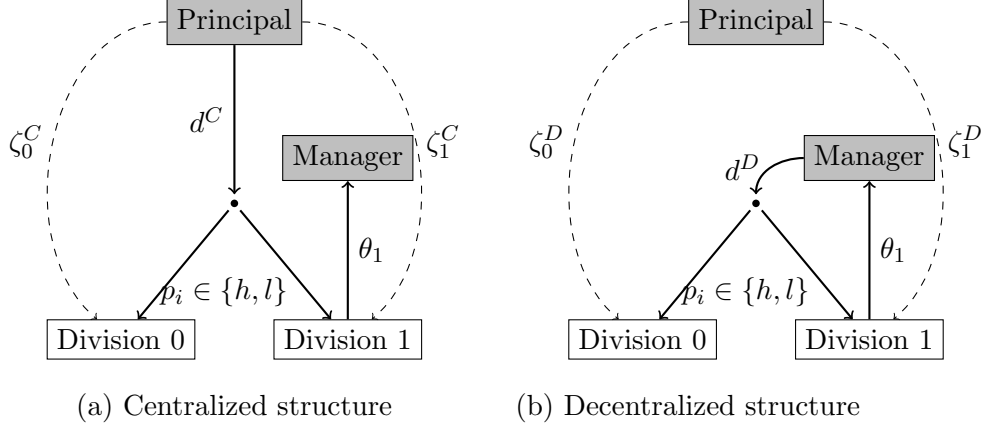 Principal
Principal
d^C
ζ_0^C
ζ_1^C
Manager
ζ_0^D
d^D
Manager
ζ_1^D
θ_1
θ_1
p_i ∈ {h, l}
p_i ∈ {h, l}
Division 0
Division 1
Division 0
Division 1
(a) Centralized structure
(b) Decentralized structure